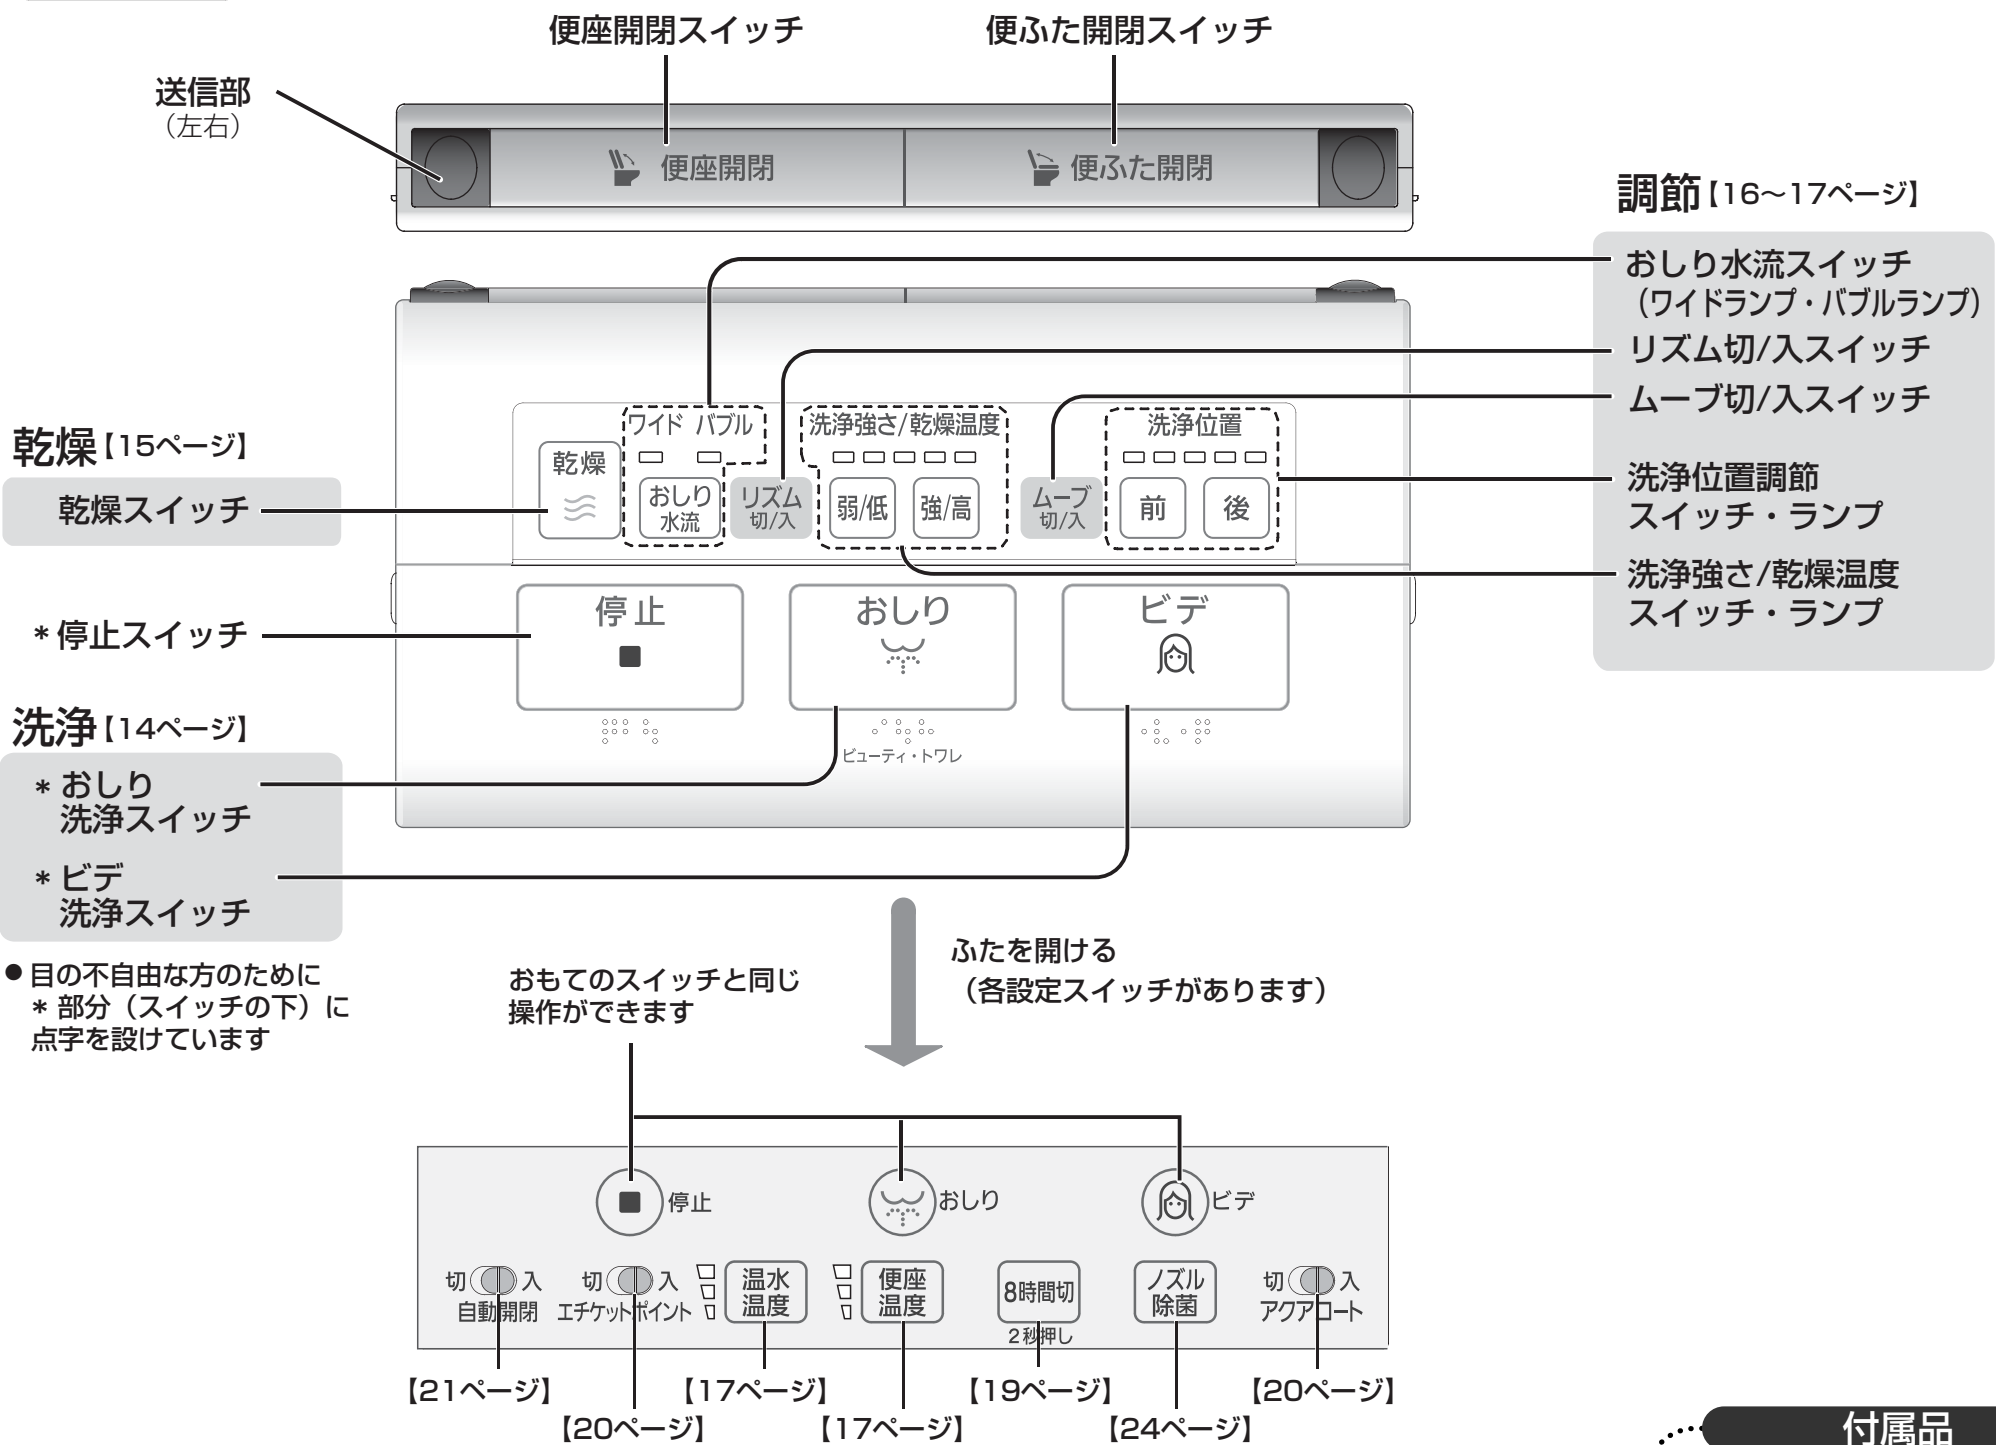 便座開閉スイッチ
便ふた開閉スイッチ
送信部
（左右）
便座開閉
便ふた開閉
調節【16～17ページ】
おしり水流スイッチ
（ワイドランプ・バブルランプ）
リズム切/入スイッチ
ムーブ切/入スイッチ
洗浄位置調節
スイッチ・ランプ
洗浄強さ/乾燥温度
スイッチ・ランプ
乾燥【15ページ】
乾燥スイッチ
*停止スイッチ
洗浄【14ページ】
*おしり
洗浄スイッチ
*ビデ
洗浄スイッチ
●目の不自由な方のために
*部分（スイッチの下）に
点字を設けています
ワイド バブル
洗浄強さ/乾燥温度
洗浄位置
乾燥
おしり
水流
リズム
切/入
弱/低
強/高
ムーブ
切/入
前
後
停止
おしり
ビデ
ビューティ・トワレ
ふたを開ける
（各設定スイッチがあります）
おもてのスイッチと同じ
操作ができます
停止
おしり
ビデ
切 入
自動開閉
切 入
エチケットポイント
温水
温度
便座
温度
8時間切
2秒押し
ノズル
除菌
切 入
アクアコート
【21ページ】
【20ページ】
【17ページ】
【17ページ】
【19ページ】
【24ページ】
【20ページ】
付属品